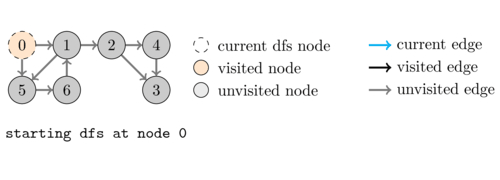 0 1 2 4 current dfs node current edge
visited node visited edge
5 6 3 unvisited node unvisited edge
starting dfs at node 0